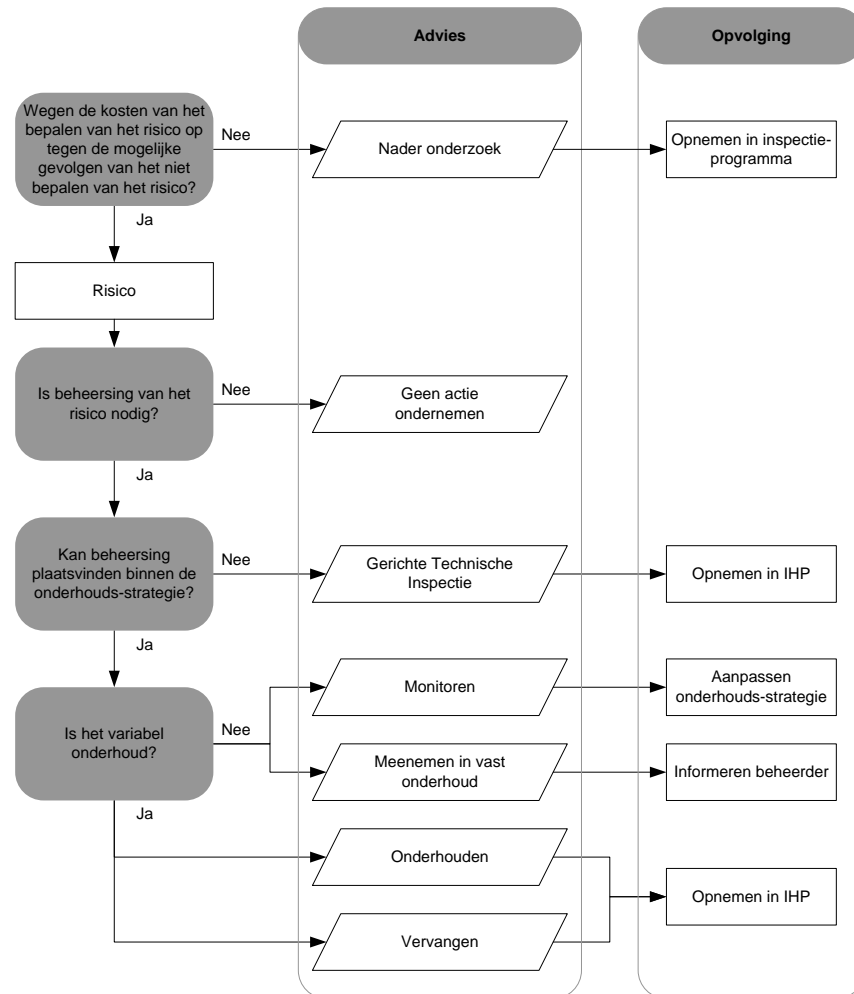 Advies
Opvolging
Wegen de kosten van het
bepalen van het risico op
tegen de mogelijke
gevolgen van het niet
bepalen van het risico?
Nee
Nader onderzoek
Opnemen in inspectie-
programma
Ja
Risico
Is beheersing van het
risico nodig?
Nee
Geen actie
ondernemen
Ja
Kan beheersing
plaatsvinden binnen de
onderhouds-strategie?
Nee
Gerichte Technische
Inspectie
Opnemen in IHP
Ja
Is het variabel
onderhoud?
Nee
Monitoren
Aanpassen
onderhouds-strategie
Meenemen in vast
onderhoud
Informeren beheerder
Ja
Onderhouden
Opnemen in IHP
Vervangen